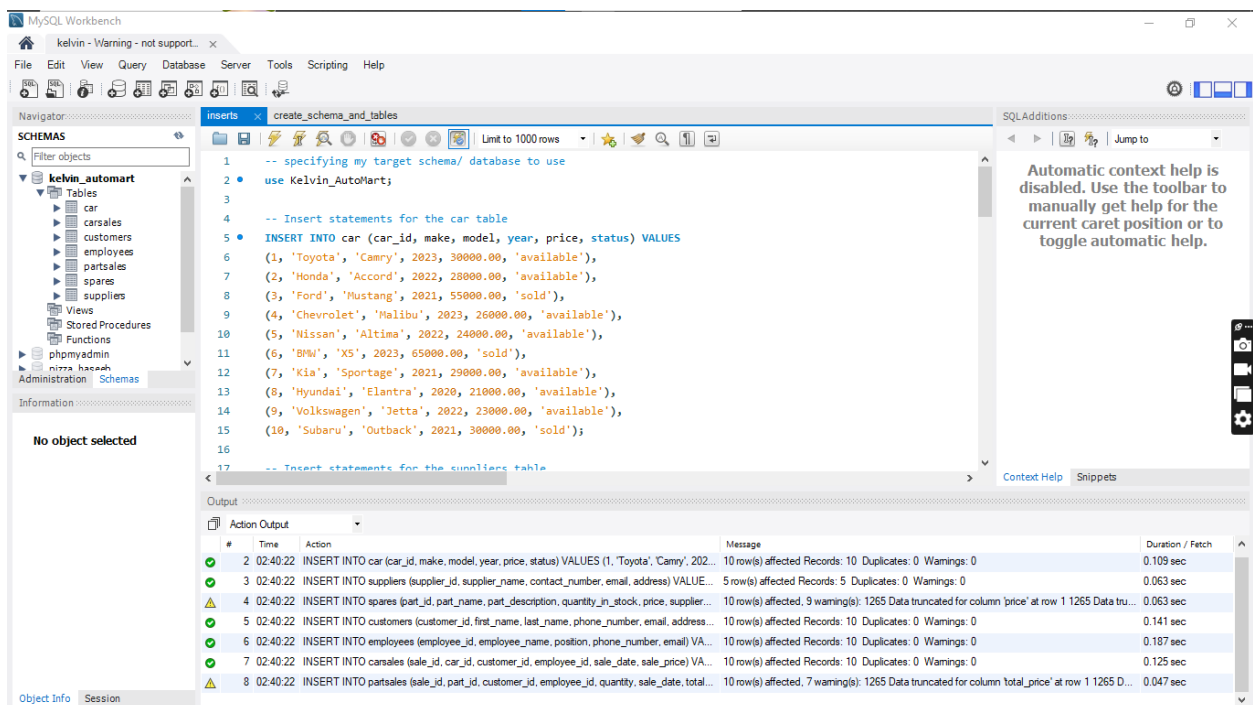 MySQL Workbench
kelvin - Warning - not support... ×
File Edit View Query Database Server Tools Scripting Help
Navigator
SCHEMAS
Filter objects
kelvin_automart
Tables
car
carsales
customers
employees
partsales
spares
suppliers
Views
Stored Procedures
Functions
phpmyadmin
pizza_haseeb
Administration Schemas
Information
No object selected
Object Info Session
inserts × create_schema_and_tables
Limit to 1000 rows
1 -- specifying my target schema/ database to use
2 use Kelvin_AutoMart;
3
4 -- Insert statements for the car table
5 INSERT INTO car (car_id, make, model, year, price, status) VALUES
6 (1, 'Toyota', 'Camry', 2023, 30000.00, 'available'),
7 (2, 'Honda', 'Accord', 2022, 28000.00, 'available'),
8 (3, 'Ford', 'Mustang', 2021, 55000.00, 'sold'),
9 (4, 'Chevrolet', 'Malibu', 2023, 26000.00, 'available'),
10 (5, 'Nissan', 'Altima', 2022, 24000.00, 'available'),
11 (6, 'BMW', 'X5', 2023, 65000.00, 'sold'),
12 (7, 'Kia', 'Sportage', 2021, 29000.00, 'available'),
13 (8, 'Hyundai', 'Elantra', 2020, 21000.00, 'available'),
14 (9, 'Volkswagen', 'Jetta', 2022, 23000.00, 'available'),
15 (10, 'Subaru', 'Outback', 2021, 30000.00, 'sold');
16
17 -- Insert statements for the suppliers table
SQLAdditions
Jump to
Automatic context help is
disabled. Use the toolbar to
manually get help for the
current caret position or to
toggle automatic help.
Context Help Snippets
Output
Action Output
# Time Action Message Duration / Fetch
2 02:40:22 INSERT INTO car (car_id, make, model, year, price, status) VALUES (1, 'Toyota', 'Camry', 202... 10 row(s) affected Records: 10 Duplicates: 0 Warnings: 0 0.109 sec
3 02:40:22 INSERT INTO suppliers (supplier_id, supplier_name, contact_number, email, address) VALUE... 5 row(s) affected Records: 5 Duplicates: 0 Warnings: 0 0.063 sec
4 02:40:22 INSERT INTO spares (part_id, part_name, part_description, quantity_in_stock, price, supplier... 10 row(s) affected, 9 warning(s): 1265 Data truncated for column 'price' at row 1 1265 Data tru... 0.063 sec
5 02:40:22 INSERT INTO customers (customer_id, first_name, last_name, phone_number, email, address... 10 row(s) affected Records: 10 Duplicates: 0 Warnings: 0 0.141 sec
6 02:40:22 INSERT INTO employees (employee_id, employee_name, position, phone_number, email) VA... 10 row(s) affected Records: 10 Duplicates: 0 Warnings: 0 0.187 sec
7 02:40:22 INSERT INTO carsales (sale_id, car_id, customer_id, employee_id, sale_date, sale_price) VA... 10 row(s) affected Records: 10 Duplicates: 0 Warnings: 0 0.125 sec
8 02:40:22 INSERT INTO partsales (sale_id, part_id, customer_id, employee_id, quantity, sale_date, total... 10 row(s) affected, 7 warning(s): 1265 Data truncated for column 'total_price' at row 1 1265 D... 0.047 sec